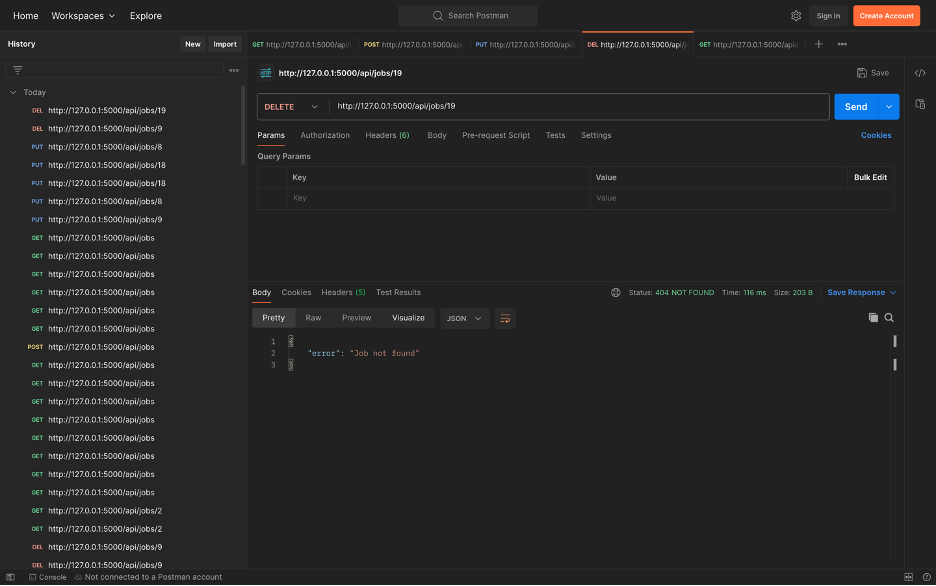 Home Workspaces Explore Search Postman Sign In Create Account
History New Import
GET http://127.0.0.1:5000/api/j POST http://127.0.0.1:5000/api PUT http://127.0.0.1:5000/api/ DEL http://127.0.0.1:5000/api/j GET http://127.0.0.1:5000/api
http://127.0.0.1:5000/api/jobs/19 Save
Today
DEL http://127.0.0.1:5000/api/jobs/19
DEL http://127.0.0.1:5000/api/jobs/9
PUT http://127.0.0.1:5000/api/jobs/8
PUT http://127.0.0.1:5000/api/jobs/18
PUT http://127.0.0.1:5000/api/jobs/18
PUT http://127.0.0.1:5000/api/jobs/8
PUT http://127.0.0.1:5000/api/jobs/9
GET http://127.0.0.1:5000/api/jobs
GET http://127.0.0.1:5000/api/jobs
GET http://127.0.0.1:5000/api/jobs
GET http://127.0.0.1:5000/api/jobs
GET http://127.0.0.1:5000/api/jobs
GET http://127.0.0.1:5000/api/jobs
POST http://127.0.0.1:5000/api/jobs
GET http://127.0.0.1:5000/api/jobs
GET http://127.0.0.1:5000/api/jobs
GET http://127.0.0.1:5000/api/jobs
GET http://127.0.0.1:5000/api/jobs
GET http://127.0.0.1:5000/api/jobs
GET http://127.0.0.1:5000/api/jobs
GET http://127.0.0.1:5000/api/jobs
GET http://127.0.0.1:5000/api/jobs
GET http://127.0.0.1:5000/api/jobs/2
GET http://127.0.0.1:5000/api/jobs/2
DEL http://127.0.0.1:5000/api/jobs/9
DEL http://127.0.0.1:5000/api/jobs/9
DELETE http://127.0.0.1:5000/api/jobs/19 Send
Params Authorization Headers (6) Body Pre-request Script Tests Settings Cookies
Query Params
Key Value Bulk Edit
Key Value
Body Cookies Headers (5) Test Results Status: 404 NOT FOUND Time: 116 ms Size: 203 B Save Response
Pretty Raw Preview Visualize JSON
1 {
2 "error": "Job not found"
3 }
Console Not connected to a Postman account